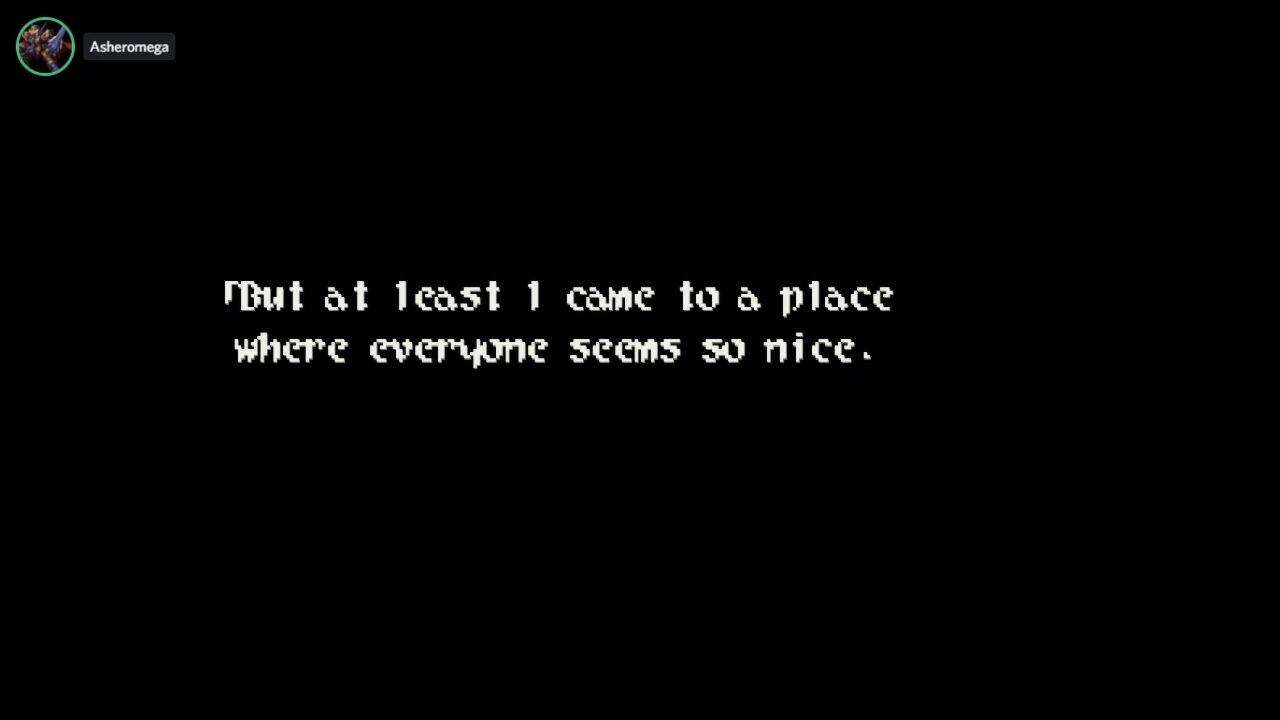 Asheromega
「But at least I came to a place
where everyone seems so nice.